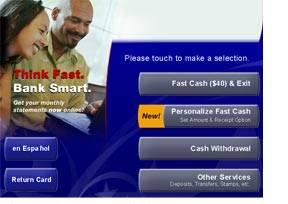 Think Fast.
Bank Smart.
Get your monthly
statements now online!
Please touch to make a selection.
Fast Cash ($40) & Exit
New!
Personalize Fast Cash
Set Amount & Receipt Option
en Español
Cash Withdrawal
Return Card
Other Services
Deposits, Transfers, Stamps, etc.